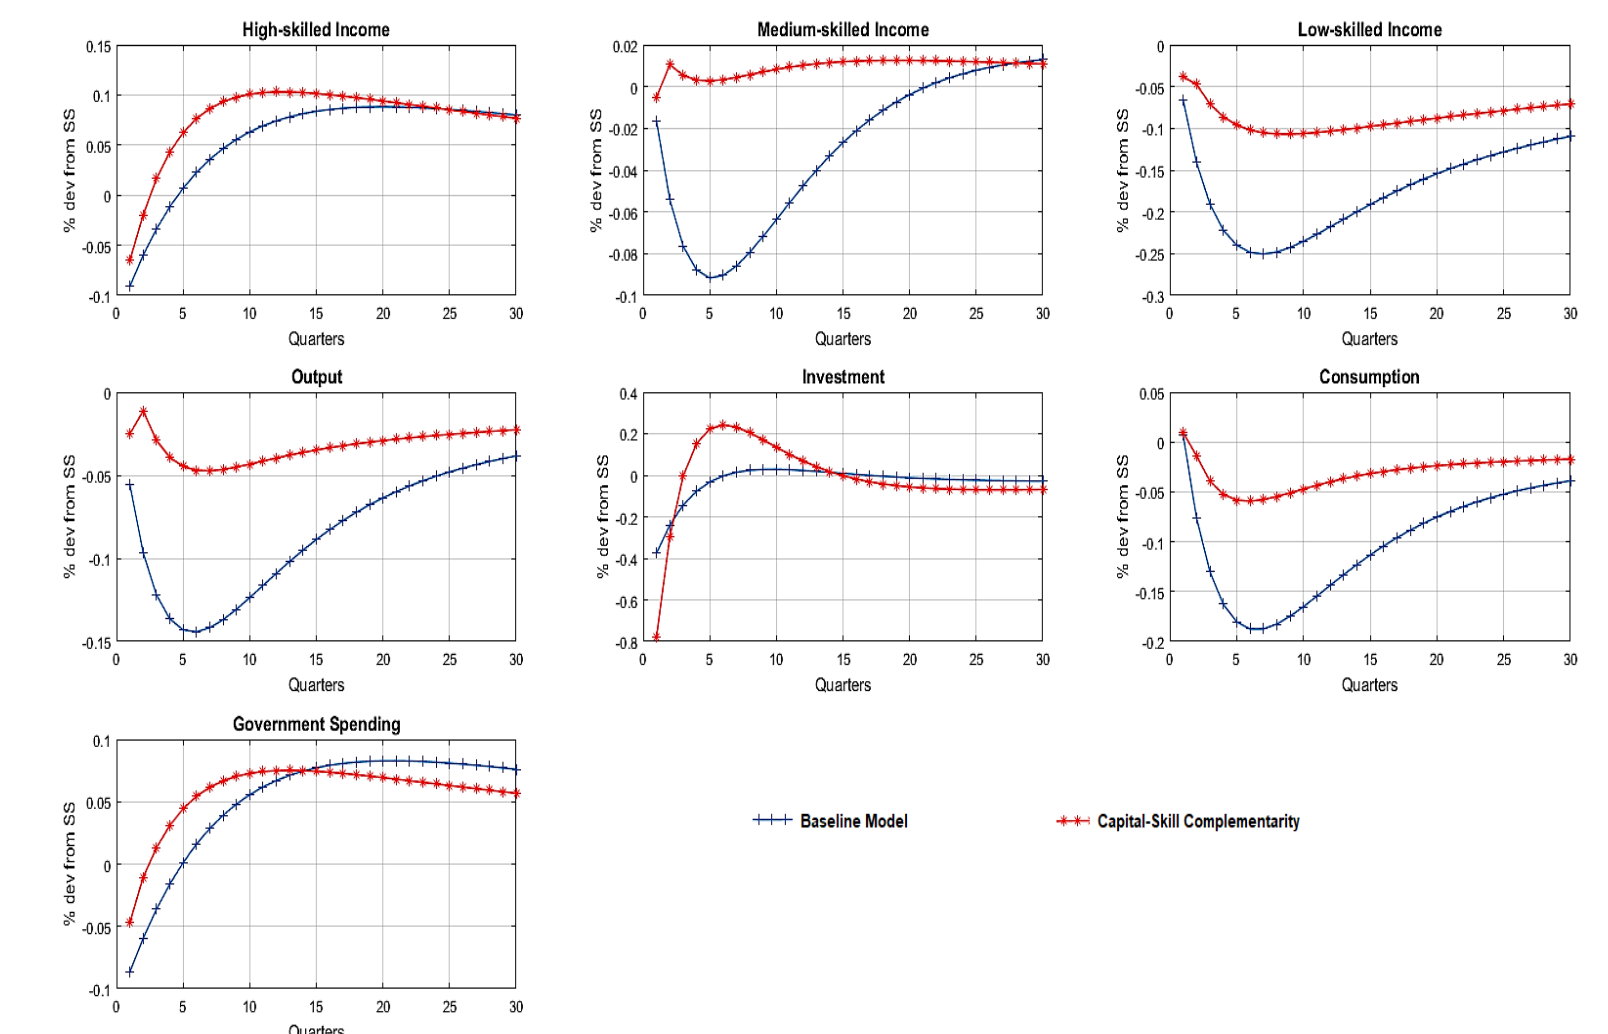 High-skilled Income
0.15
0.1
0.05
0
-0.05
-0.1
% dev from SS
0 5 10 15 20 25 30
Quarters
Medium-skilled Income
0.02
0
-0.02
-0.04
-0.06
-0.08
-0.1
% dev from SS
0 5 10 15 20 25 30
Quarters
Low-skilled Income
0
-0.05
-0.1
-0.15
-0.2
-0.25
-0.3
% dev from SS
0 5 10 15 20 25 30
Quarters
Output
0
-0.05
-0.1
-0.15
% dev from SS
0 5 10 15 20 25 30
Quarters
Investment
0.4
0.2
0
-0.2
-0.4
-0.6
-0.8
% dev from SS
0 5 10 15 20 25 30
Quarters
Consumption
0.05
0
-0.05
-0.1
-0.15
-0.2
% dev from SS
0 5 10 15 20 25 30
Quarters
Government Spending
0.1
0.05
0
-0.05
-0.1
% dev from SS
0 5 10 15 20 25 30
Quarters
Baseline Model
Capital-Skill Complementarity